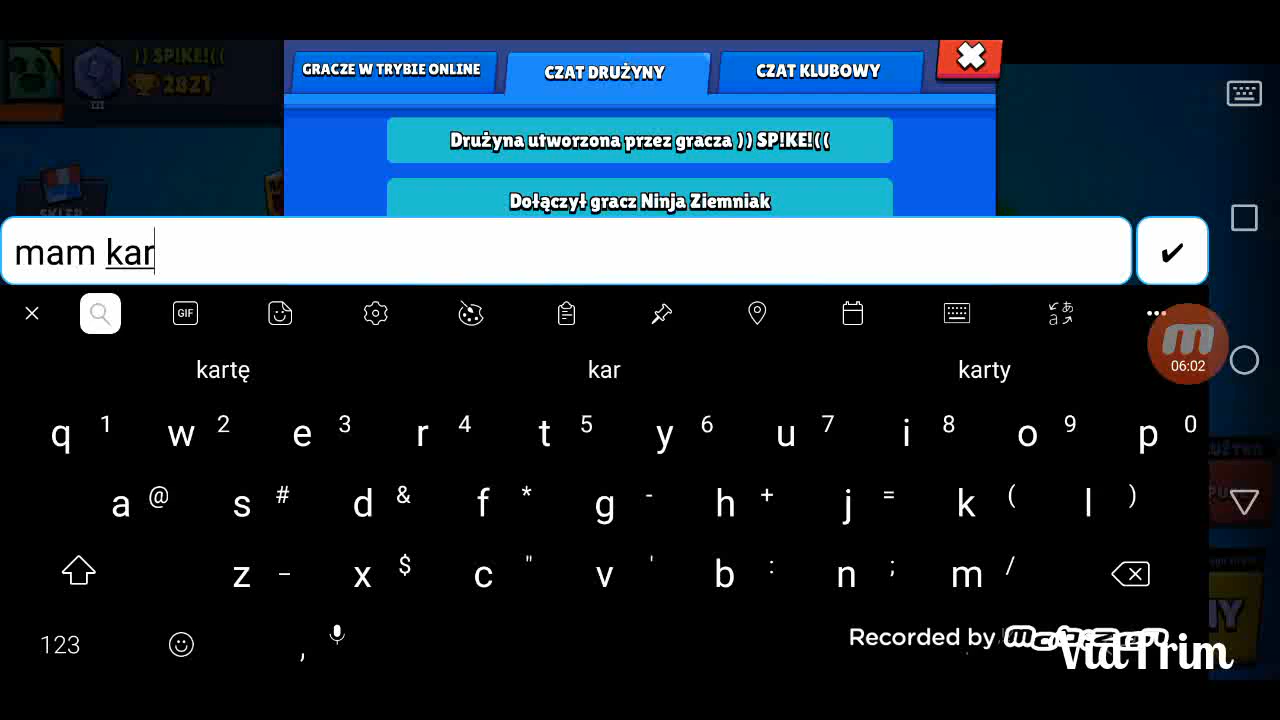 )) SP!KE!((
2821
III
GRACZE W TRYBIE ONLINE
CZAT DRUŻYNY
CZAT KLUBOWY
Drużyna utworzona przez gracza )) SP!KE!((
Dołączył gracz Ninja Ziemniak
SKLEP
mam kar
GIF
06:02
kartę kar karty
q 1 w 2 e 3 r 4 t 5 y 6 u 7 i 8 o 9 p 0
a @ s # d & f * g - h + j = k ( l )
z _ x $ c " v ' b : n ; m /
123 ,
Recorded by
VidTrim